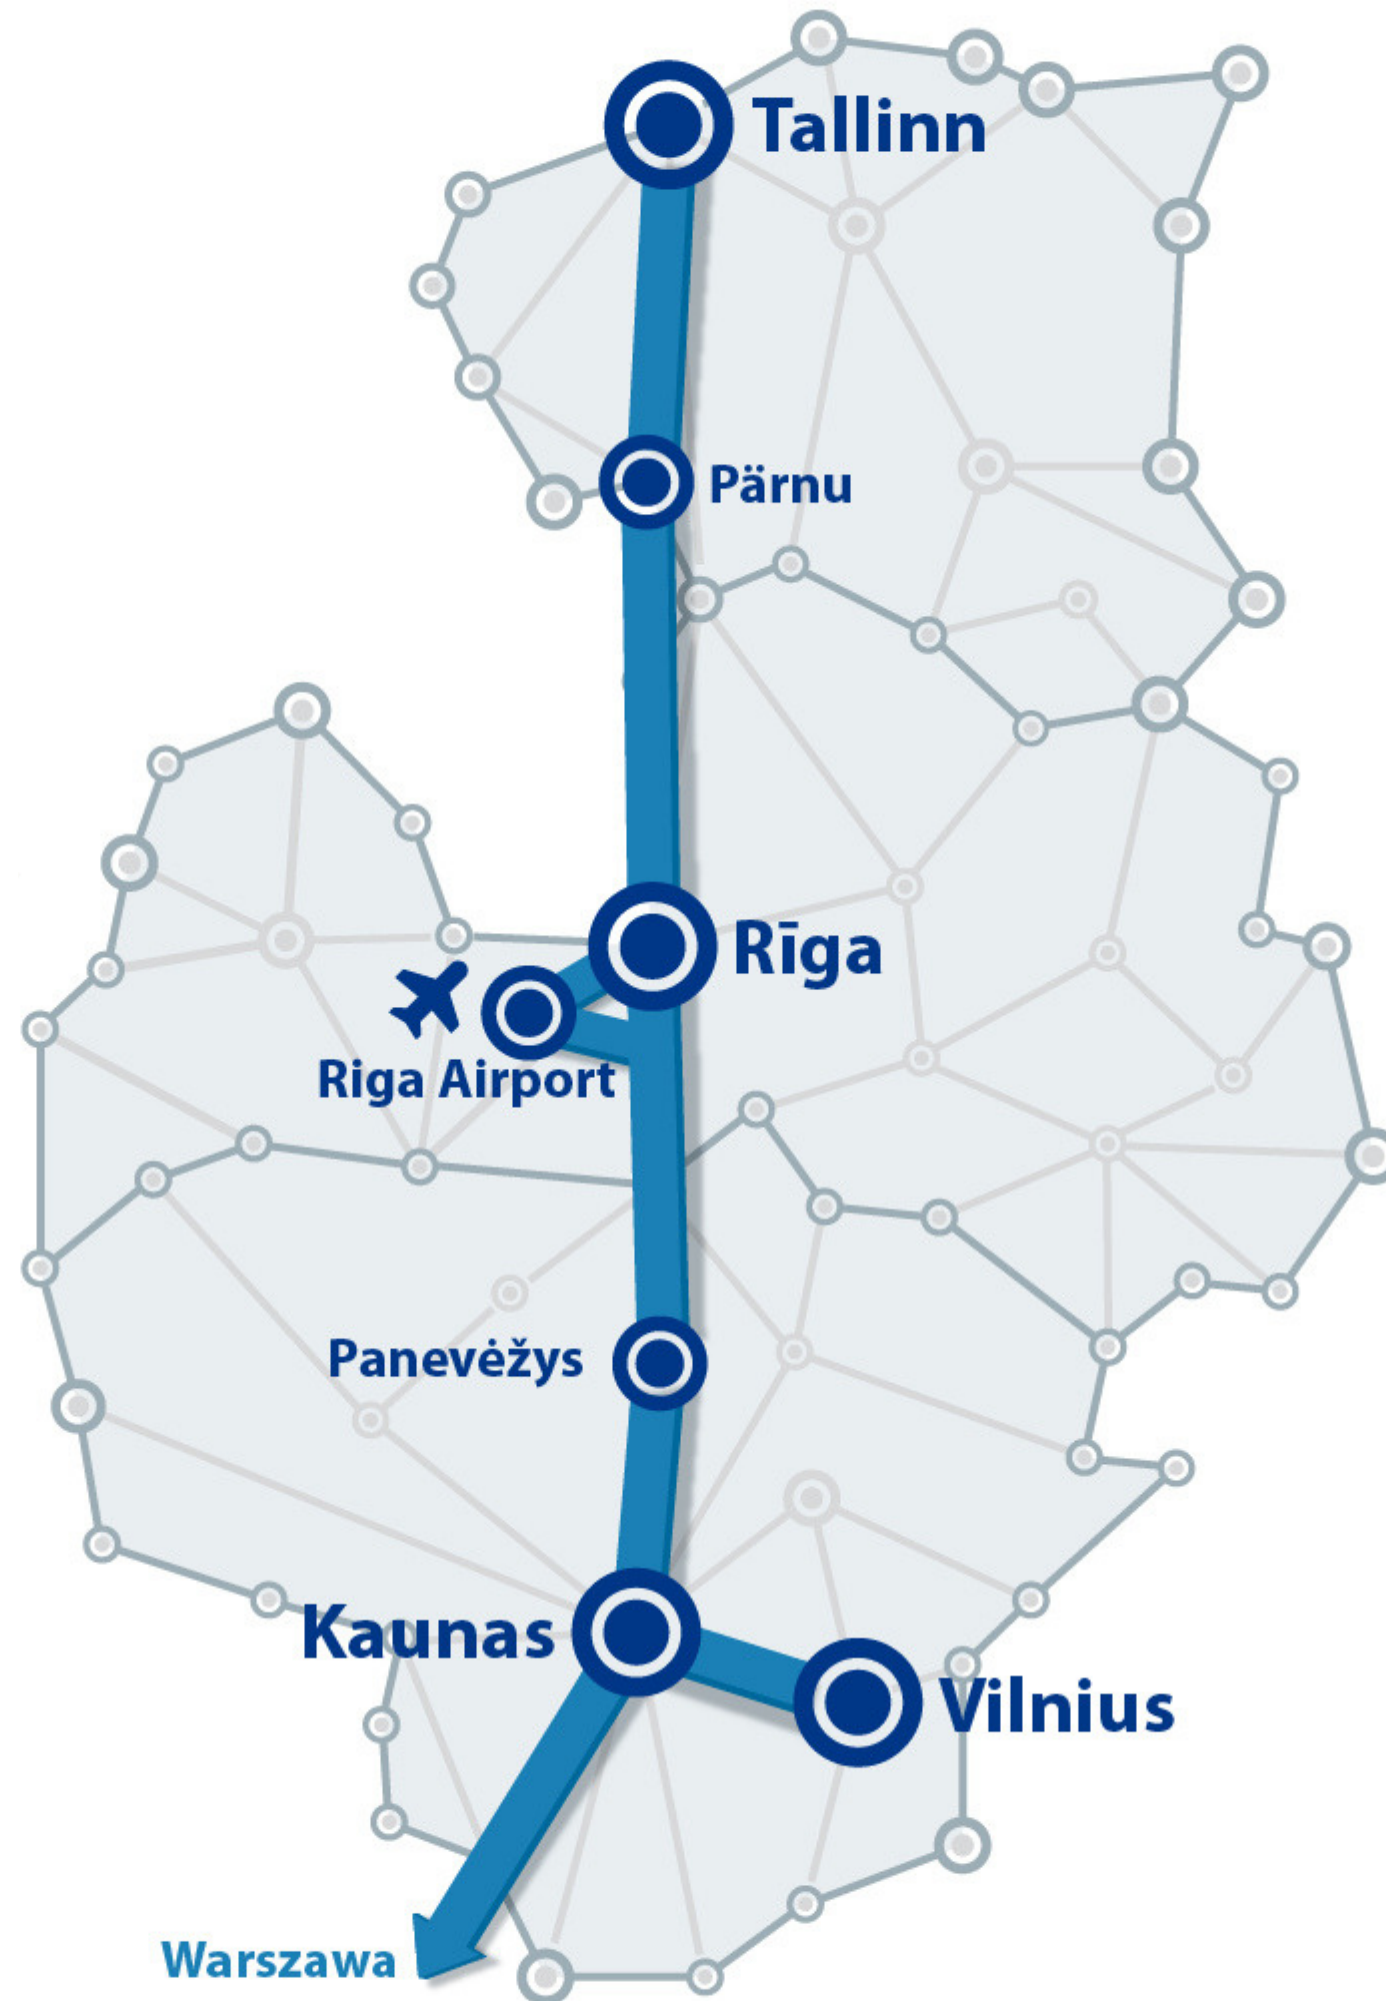 Tallinn
Pärnu
Rīga
Riga Airport
Panevėžys
Kaunas
Vilnius
Warszawa